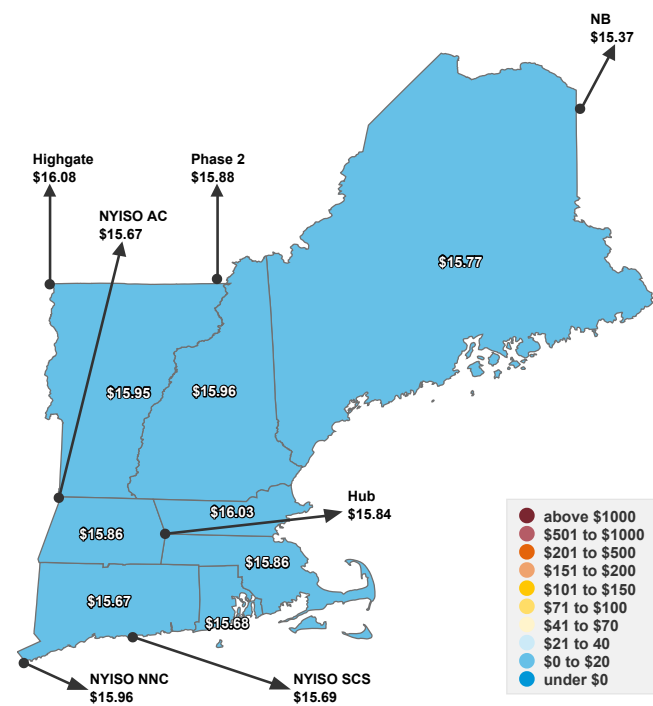 NB
$15.37
Highgate
$16.08
Phase 2
$15.88
NYISO AC
$15.67
$15.77
$15.95
$15.96
Hub
$15.84
$16.03
$15.86
$15.86
$15.67
$15.68
NYISO NNC
$15.96
NYISO SCS
$15.69
above $1000
$501 to $1000
$201 to $500
$151 to $200
$101 to $150
$71 to $100
$41 to $70
$21 to 40
$0 to $20
under $0